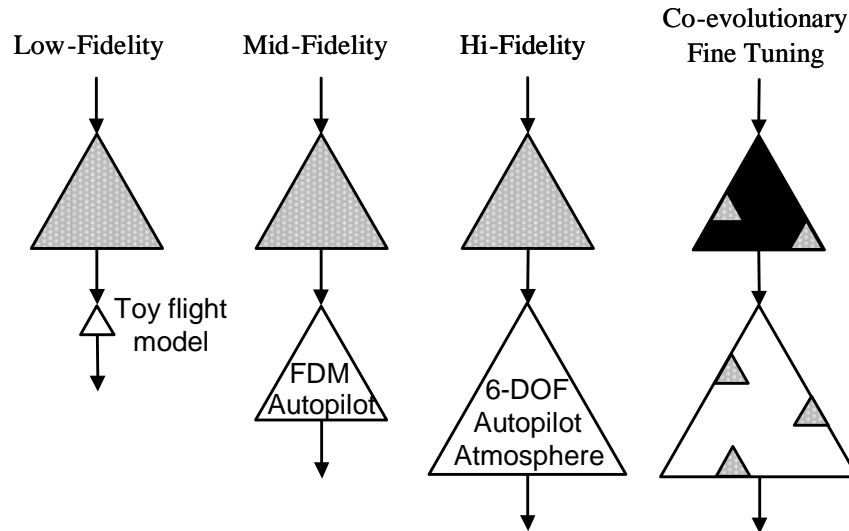 Low-Fidelity
Mid-Fidelity
Hi-Fidelity
Co-evolutionary
Fine Tuning
Toy flight
model
FDM
Autopilot
6-DOF
Autopilot
Atmosphere